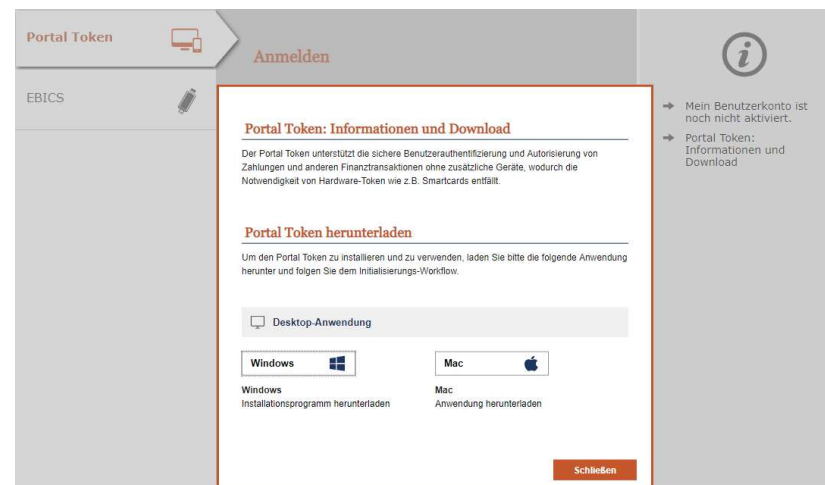 Portal Token
Anmelden
EBICS
Portal Token: Informationen und Download
Der Portal Token unterstützt die sichere Benutzerauthentifizierung und Autorisierung von
Zahlungen und anderen Finanztransaktionen ohne zusätzliche Geräte, wodurch die
Notwendigkeit von Hardware-Token wie z.B. Smartcards entfällt.
Portal Token herunterladen
Um den Portal Token zu installieren und zu verwenden, laden Sie bitte die folgende Anwendung
herunter und folgen Sie dem Initialisierungs-Workflow.
Desktop-Anwendung
Windows
Mac
Windows
Installationsprogramm herunterladen
Mac
Anwendung herunterladen
Schließen
Mein Benutzerkonto ist
noch nicht aktiviert.
Portal Token:
Informationen und
Download